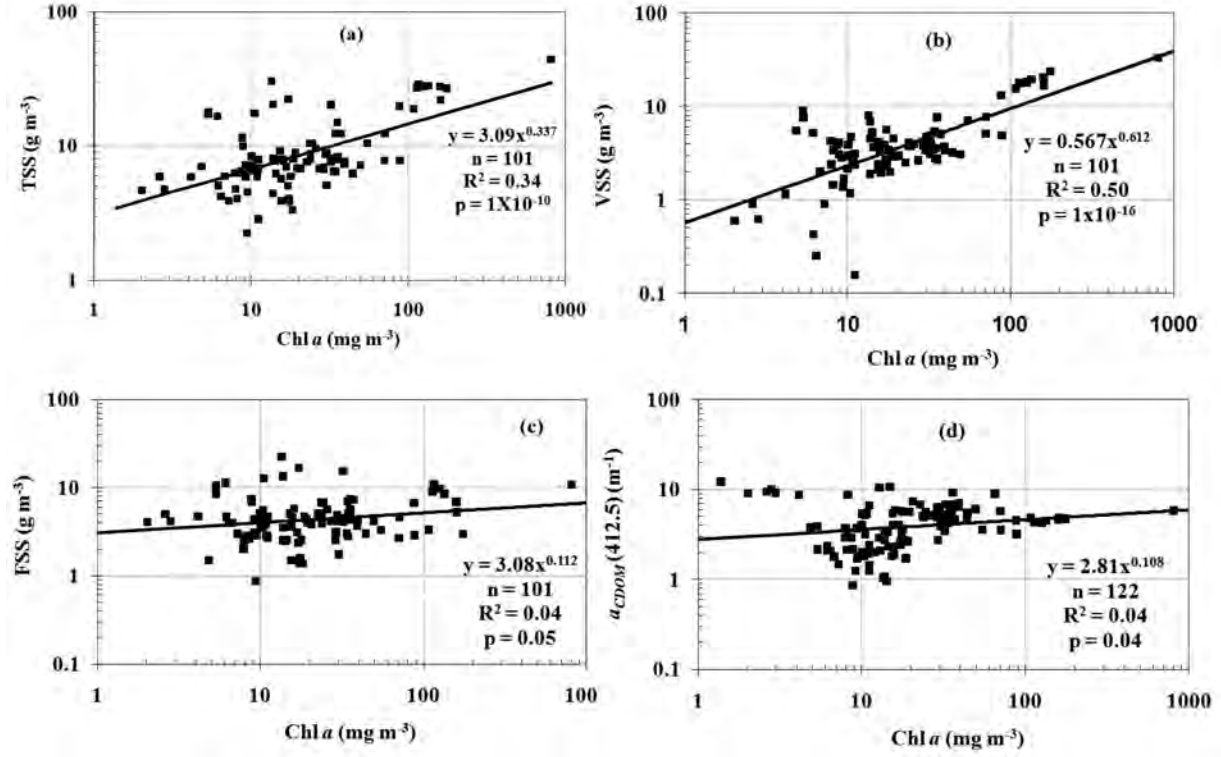 (a)
TSS (g m⁻³)
100
10
1
y = 3.09x^0.337
n = 101
R² = 0.34
p = 1X10⁻¹⁰
1 10 100 1000
Chl a (mg m⁻³)
(b)
VSS (g m⁻³)
100
10
1
0.1
y = 0.567x^0.612
n = 101
R² = 0.50
p = 1x10⁻¹⁶
1 10 100 1000
Chl a (mg m⁻³)
(c)
FSS (g m⁻³)
100
10
1
0.1
y = 3.08x^0.112
n = 101
R² = 0.04
p = 0.05
1 10 100 1000
Chl a (mg m⁻³)
(d)
a_CDOM (412.5) (m⁻¹)
100
10
1
0.1
y = 2.81x^0.108
n = 122
R² = 0.04
p = 0.04
1 10 100 1000
Chl a (mg m⁻³)